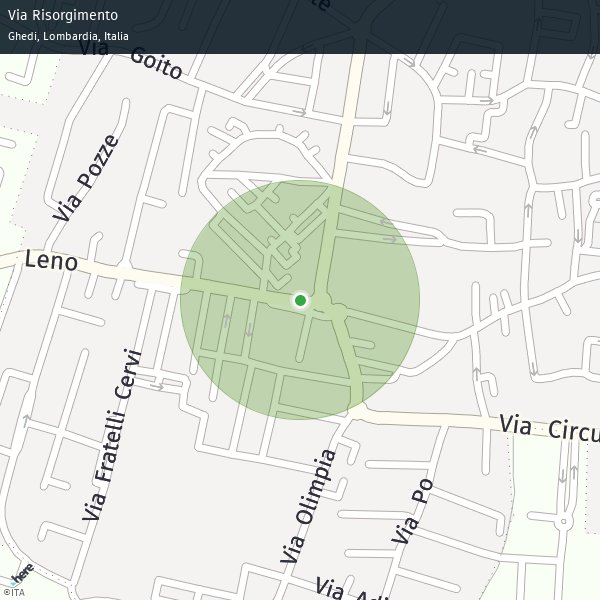 Via Risorgimento
Ghedi, Lombardia, Italia
Via Goito
Via Pozze
Leno
Via Fratelli Cervi
Via Circu
Via Olimpia
Via Po
Via Adi
here
©ITA